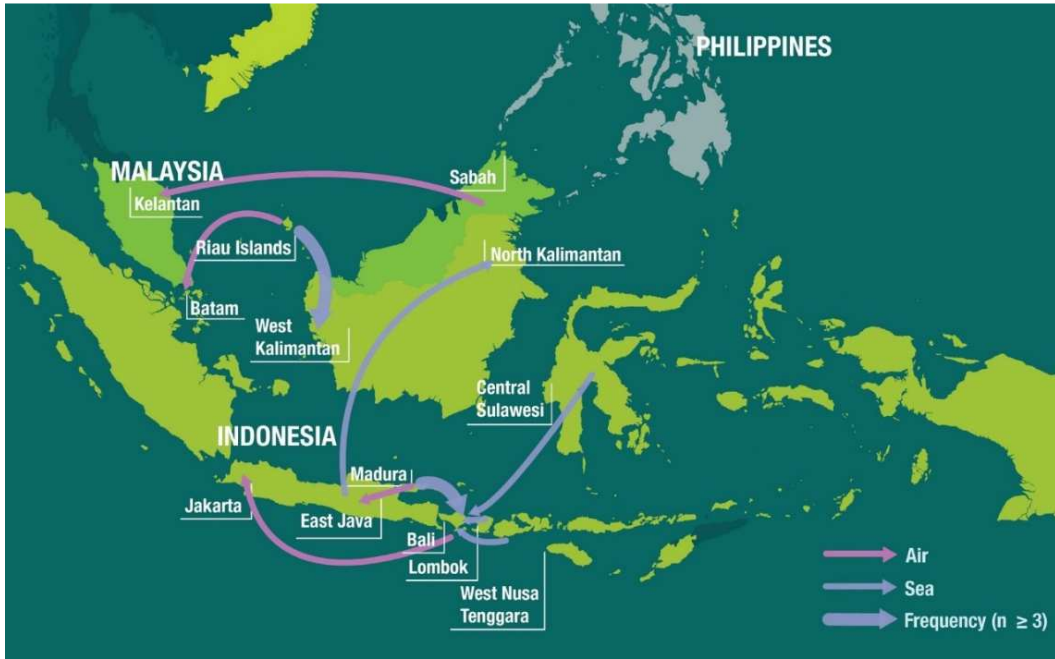 PHILIPPINES
MALAYSIA
Kelantan
Sabah
Riau Islands
North Kalimantan
Batam
West
Kalimantan
Central
Sulawesi
INDONESIA
Madura
Jakarta
East Java
Bali
Lombok
West Nusa
Tenggara
Air
Sea
Frequency (n ≥ 3)